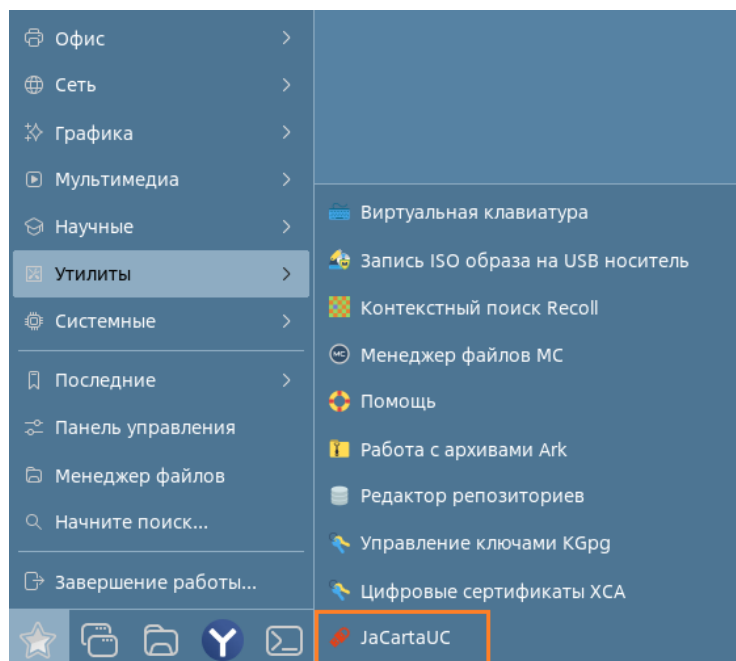 Офис
Сеть
Графика
Мультимедиа
Научные
Утилиты
Системные
Последние
Панель управления
Менеджер файлов
Начните поиск...
Завершение работы...
Виртуальная клавиатура
Запись ISO образа на USB носитель
Контекстный поиск Recoll
Менеджер файлов MC
Помощь
Работа с архивами Ark
Редактор репозиториев
Управление ключами KGpg
Цифровые сертификаты XCA
JaCartaUC